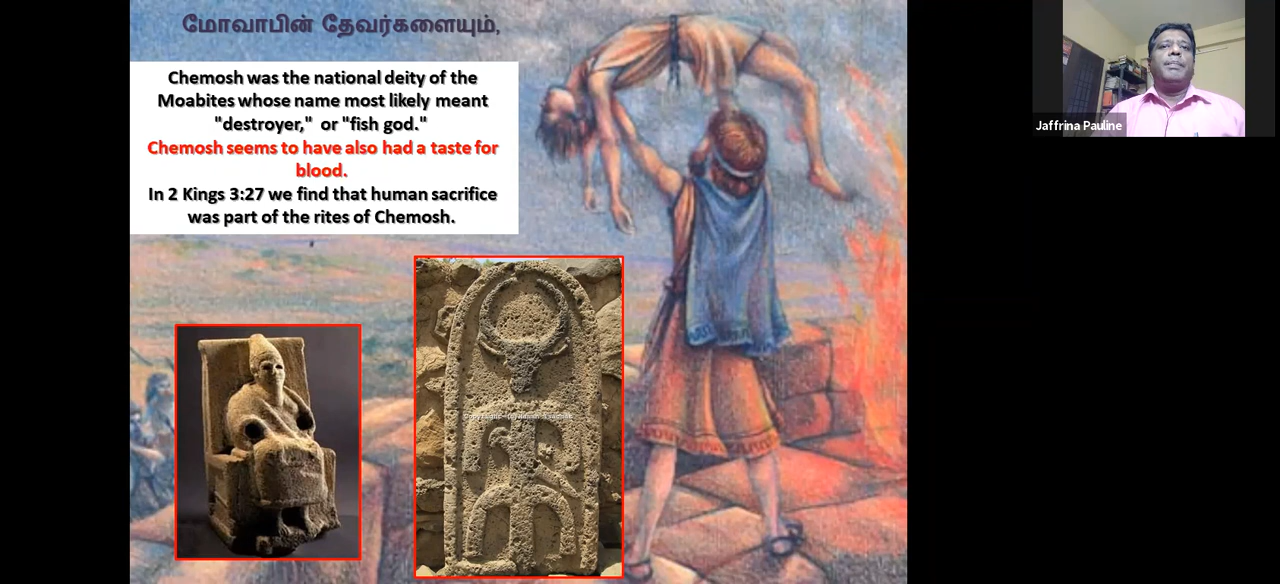 மோவாபின் தேவர்களையும்,
Chemosh was the national deity of the
Moabites whose name most likely meant
"destroyer," or "fish god."
Chemosh seems to have also had a taste for
blood.
In 2 Kings 3:27 we find that human sacrifice
was part of the rites of Chemosh.
Jaffrina Pauline